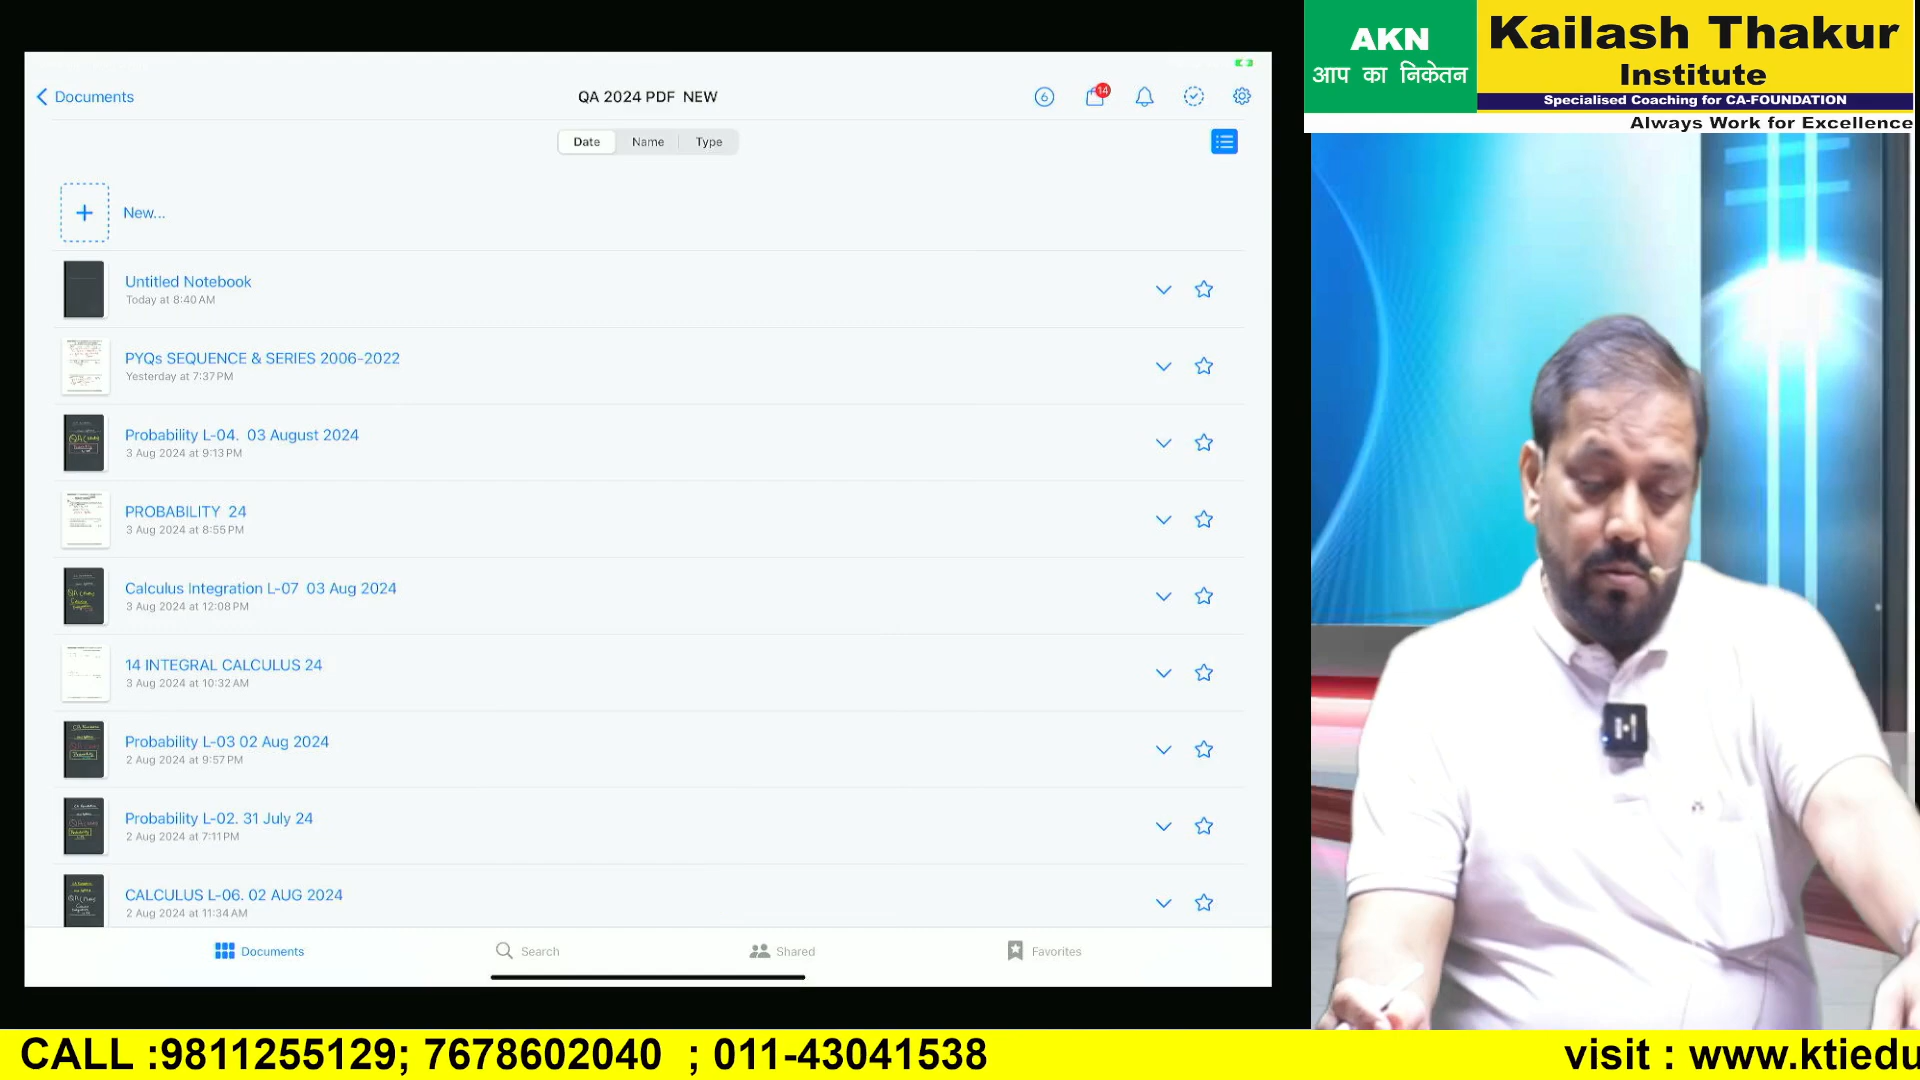 AKN
आप का निकेतन
Kailash Thakur
Institute
Specialised Coaching for CA-FOUNDATION
Always Work for Excellence
Documents
QA 2024 PDF NEW
6
14
Date
Name
Type
New...
Untitled Notebook
Today at 8:40 AM
PYQs SEQUENCE & SERIES 2006-2022
Yesterday at 7:37 PM
Probability L-04. 03 August 2024
3 Aug 2024 at 9:13 PM
PROBABILITY 24
3 Aug 2024 at 8:55 PM
Calculus Integration L-07 03 Aug 2024
3 Aug 2024 at 12:08 PM
14 INTEGRAL CALCULUS 24
3 Aug 2024 at 10:32 AM
Probability L-03 02 Aug 2024
2 Aug 2024 at 9:57 PM
Probability L-02. 31 July 24
2 Aug 2024 at 7:11 PM
CALCULUS L-06. 02 AUG 2024
2 Aug 2024 at 11:34 AM
Documents
Search
Shared
Favorites
CALL :9811255129; 7678602040 ; 011-43041538
visit : www.ktiedu